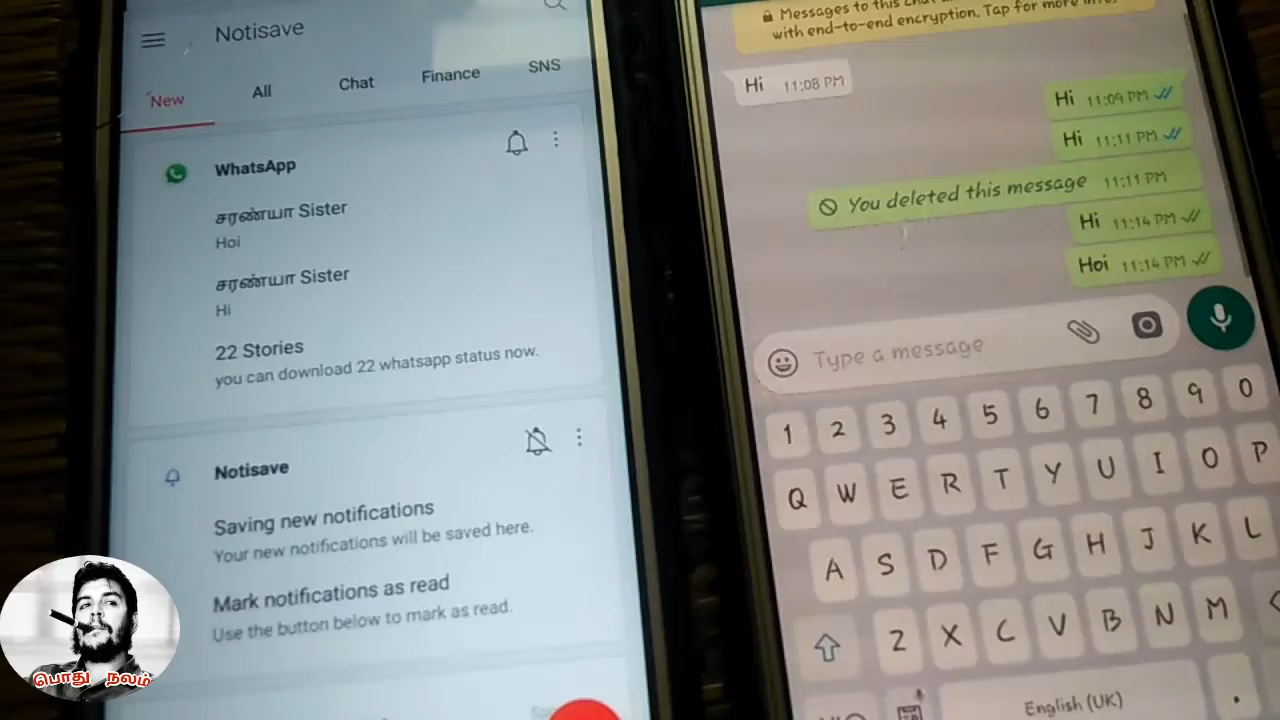 Notisave
New
All
Chat
Finance
SNS
WhatsApp
சரண்யா Sister
Hoi
சரண்யா Sister
Hi
22 Stories
you can download 22 whatsapp status now.
Notisave
Saving new notifications
Your new notifications will be saved here.
Mark notifications as read
Use the button below to mark as read.
Messages to this chat
with end-to-end encryption. Tap for more
Hi 11:08 PM
Hi 11:09 PM
Hi 11:11 PM
You deleted this message 11:11 PM
Hi 11:14 PM
Hoi 11:14 PM
Type a message
1 2 3 4 5 6 7 8 9 0
Q W E R T Y U I O P
A S D F G H J K L
Z X C V B N M
English (UK) .
பொது நலம்